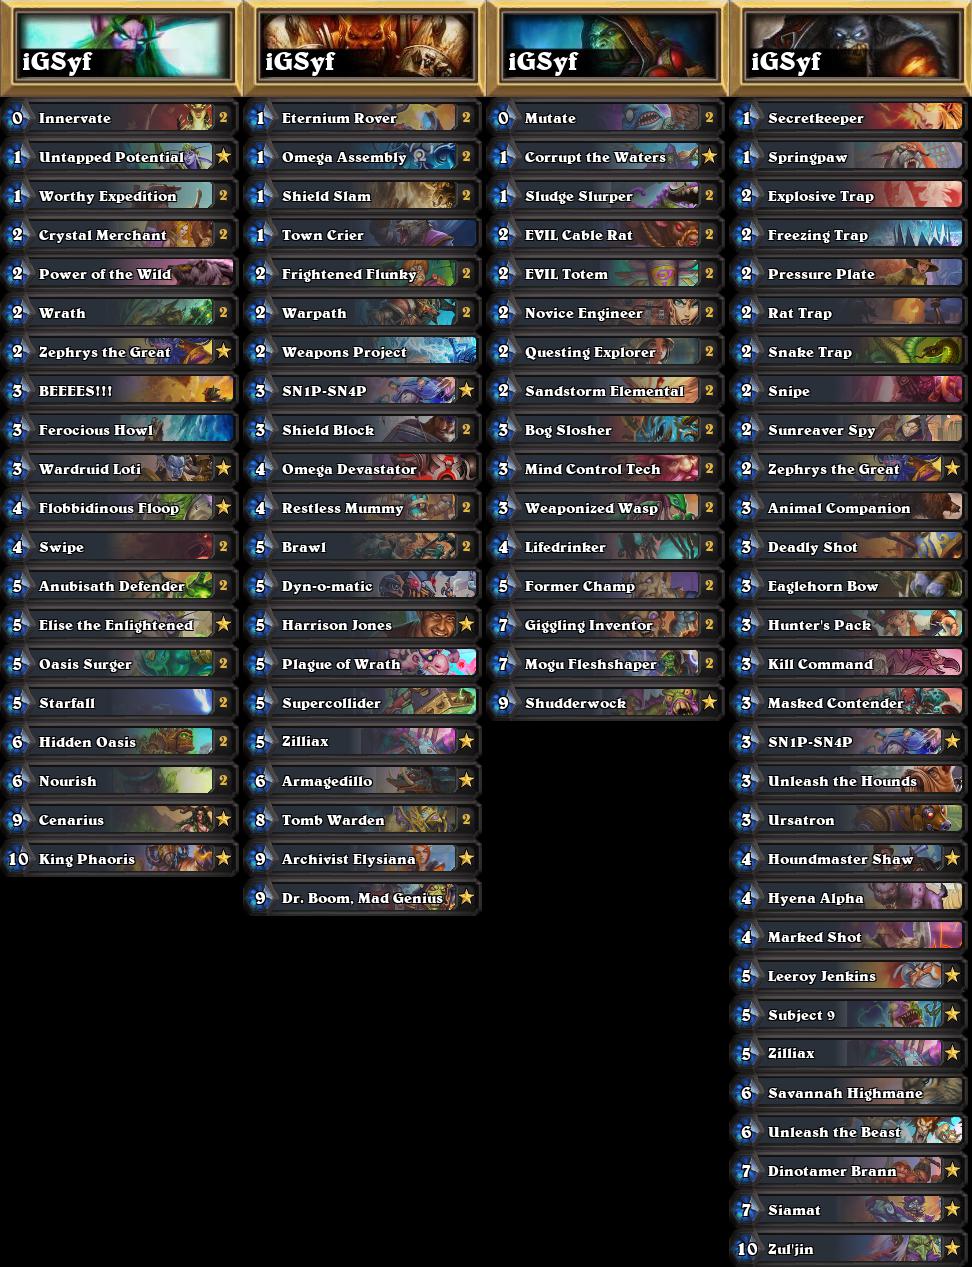 iGSyf
0 Innervate 2
1 Untapped Potential
1 Worthy Expedition 2
2 Crystal Merchant 2
2 Power of the Wild
2 Wrath 2
2 Zephrys the Great
3 BEEEES!!!
3 Ferocious Howl
3 Wardruid Loti
4 Flobbidinous Floop
4 Swipe 2
5 Anubisath Defender 2
5 Elise the Enlightened
5 Oasis Surger 2
5 Starfall 2
6 Hidden Oasis 2
6 Nourish 2
9 Cenarius
10 King Phaoris
iGSyf
1 Eternium Rover 2
1 Omega Assembly 2
1 Shield Slam 2
1 Town Crier
2 Frightened Flunky 2
2 Warpath 2
2 Weapons Project
3 SN1P-SN4P
3 Shield Block 2
4 Omega Devastator 2
4 Restless Mummy 2
5 Brawl 2
5 Dyn-o-matic
5 Harrison Jones
5 Plague of Wrath
5 Supercollider
5 Zilliax
6 Armagedillo
8 Tomb Warden 2
9 Archivist Elysiana
9 Dr. Boom, Mad Genius
iGSyf
0 Mutate 2
1 Corrupt the Waters
1 Sludge Slurper 2
2 EVIL Cable Rat 2
2 EVIL Totem 2
2 Novice Engineer 2
2 Questing Explorer 2
2 Sandstorm Elemental 2
3 Bog Slosher 2
3 Mind Control Tech 2
3 Weaponized Wasp 2
4 Lifedrinker 2
5 Former Champ 2
7 Giggling Inventor 2
7 Mogu Fleshshaper 2
9 Shudderwock
iGSyf
1 Secretkeeper
1 Springpaw
2 Explosive Trap
2 Freezing Trap
2 Pressure Plate
2 Rat Trap
2 Snake Trap
2 Snipe
2 Sunreaver Spy
2 Zephrys the Great
3 Animal Companion
3 Deadly Shot
3 Eaglehorn Bow
3 Hunter's Pack
3 Kill Command
3 Masked Contender
3 SN1P-SN4P
3 Unleash the Hounds
3 Ursatron
4 Houndmaster Shaw
4 Hyena Alpha
4 Marked Shot
5 Leeroy Jenkins
5 Subject 9
5 Zilliax
6 Savannah Highmane
6 Unleash the Beast
7 Dinotamer Brann
7 Siamat
10 Zul'jin